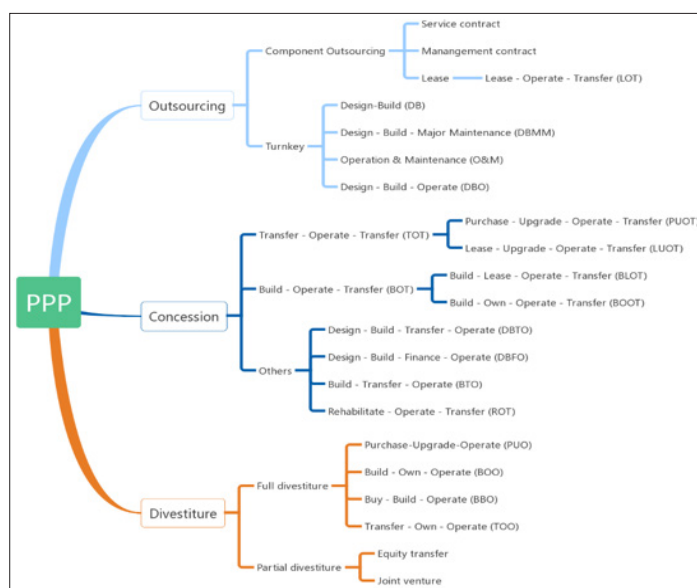 PPP
Outsourcing
Component Outsourcing
Service contract
Manangement contract
Lease
Lease - Operate - Transfer (LOT)
Turnkey
Design-Build (DB)
Design - Build - Major Maintenance (DBMM)
Operation & Maintenance (O&M)
Design - Build - Operate (DBO)
Concession
Transfer - Operate - Transfer (TOT)
Purchase - Upgrade - Operate - Transfer (PUOT)
Lease - Upgrade - Operate - Transfer (LUOT)
Build - Operate - Transfer (BOT)
Build - Lease - Operate - Transfer (BLOT)
Build - Own - Operate - Transfer (BOOT)
Others
Design - Build - Transfer - Operate (DBTO)
Design - Build - Finance - Operate (DBFO)
Build - Transfer - Operate (BTO)
Rehabilitate - Operate - Transfer (ROT)
Divestiture
Full divestiture
Purchase-Upgrade-Operate (PUO)
Build - Own - Operate (BOO)
Buy - Build - Operate (BBO)
Transfer - Own - Operate (TOO)
Partial divestiture
Equity transfer
Joint venture